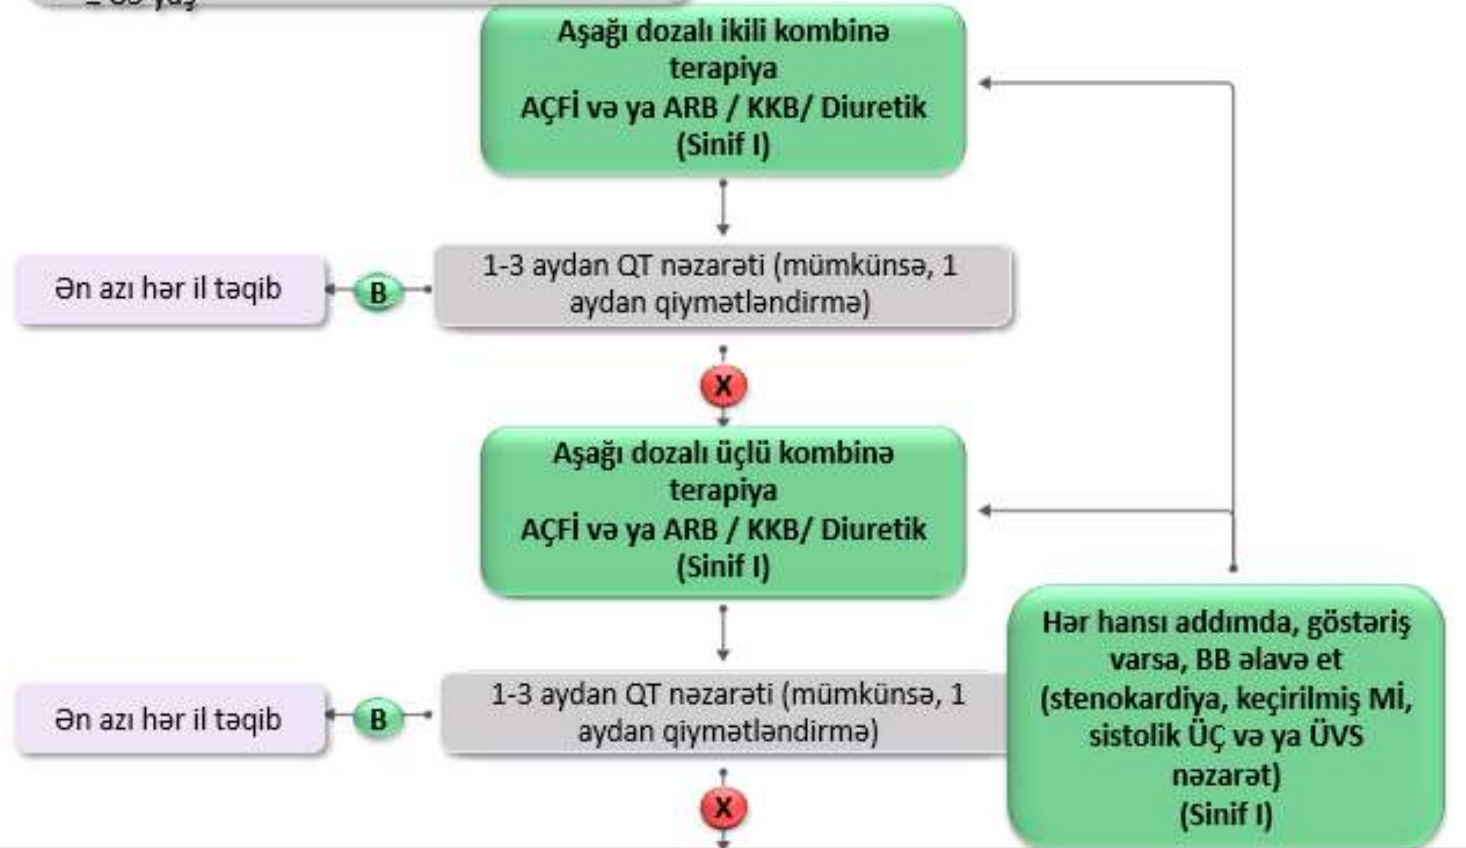 Aşağı dozalı ikili kombinə
terapiya
AÇFİ və ya ARB / KKB/ Diuretik
(Sinif I)
1-3 aydan QT nəzarəti (mümkünsə, 1
aydan qiymətləndirmə)
B
Ən azı hər il təqib
X
Aşağı dozalı üçlü kombinə
terapiya
AÇFİ və ya ARB / KKB/ Diuretik
(Sinif I)
Hər hansı addımda, göstəriş
varsa, BB əlavə et
(stenokardiya, keçirilmiş Mİ,
sistolik ÜÇ və ya ÜVS
nəzarət)
(Sinif I)
1-3 aydan QT nəzarəti (mümkünsə, 1
aydan qiymətləndirmə)
B
Ən azı hər il təqib
X